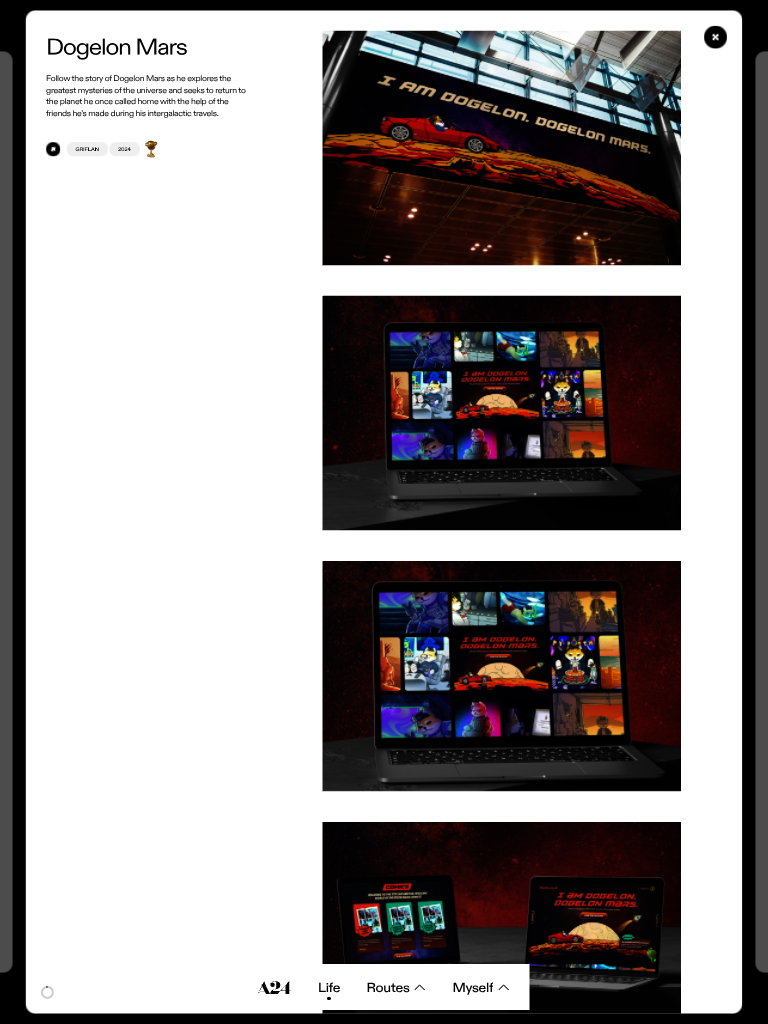 Dogelon Mars
Follow the story of Dogelon Mars as he explores the
greatest mysteries of the universe and seeks to return to
the planet he once called home with the help of the
friends he's made during his intergalactic travels.
GRIFLAN
2024
I AM DOGELON. DOGELON MARS.
I AM DOGELON.
DOGELON MARS.
I AM DOGELON.
DOGELON MARS.
COMICS
I AM DOGELON.
DOGELON MARS.
A24
Life
Routes
Myself